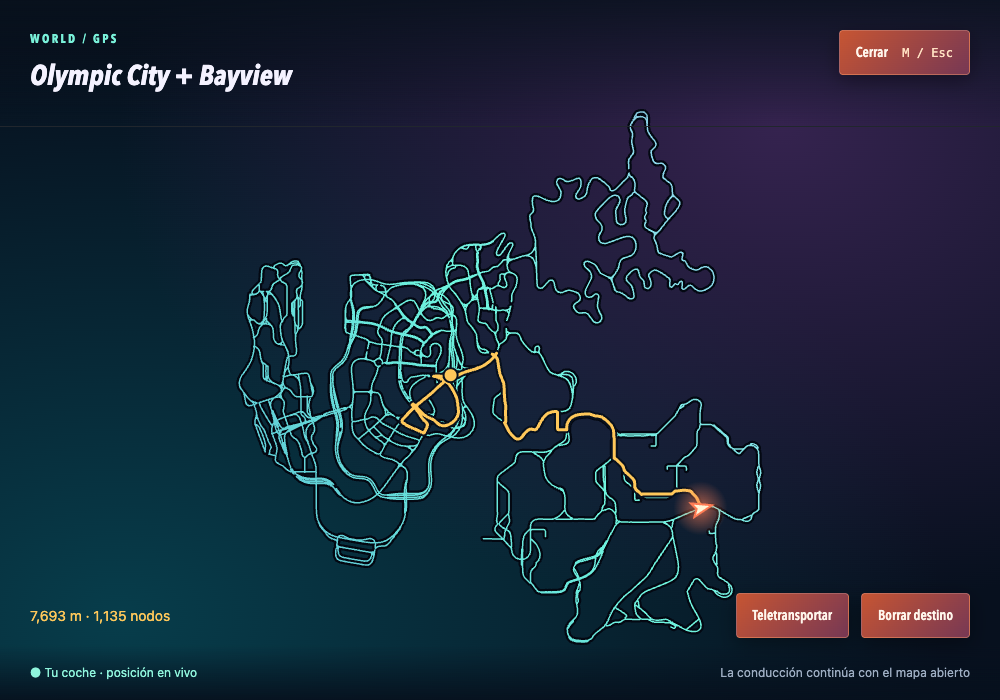 WORLD / GPS
Olympic City + Bayview
Cerrar M / Esc
7,693 m · 1,135 nodos
Teletransportar
Borrar destino
Tu coche · posición en vivo
La conducción continúa con el mapa abierto